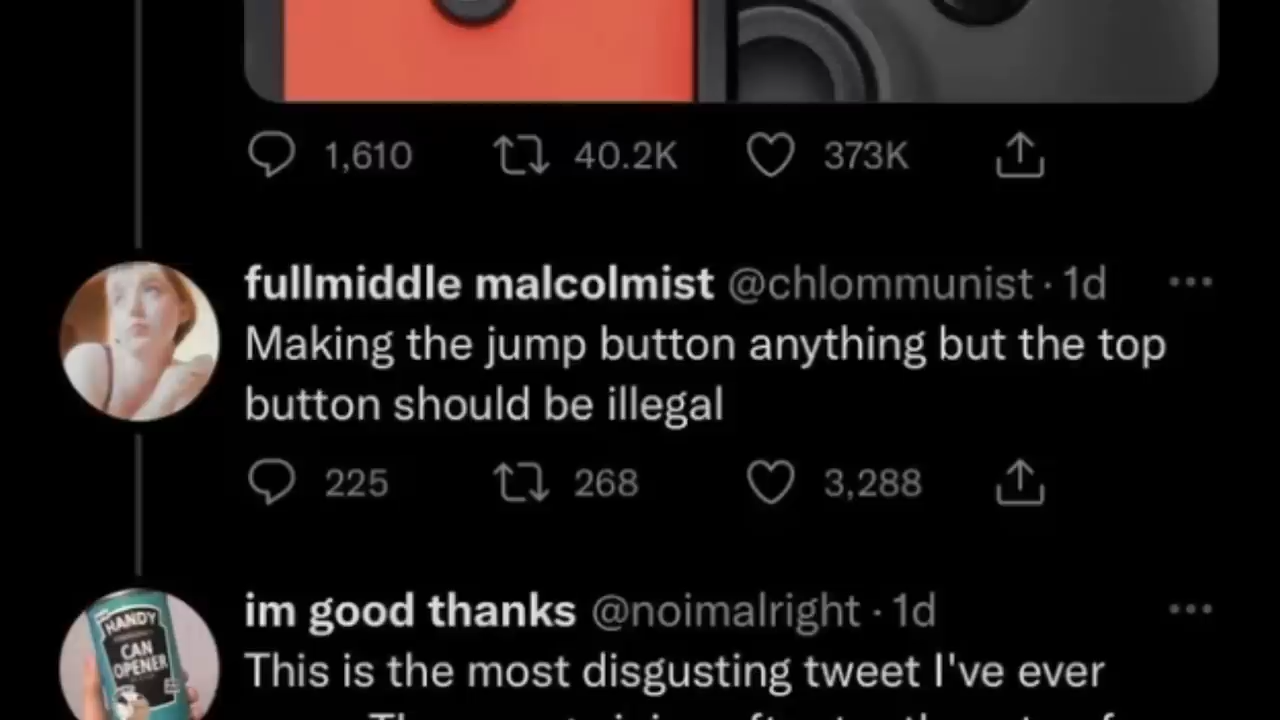 1,610 40.2K 373K
fullmiddle malcolmist @chlommunist · 1d
Making the jump button anything but the top
button should be illegal
225 268 3,288
im good thanks @noimalright · 1d
HANDY
CAN
OPENER
This is the most disgusting tweet I've ever